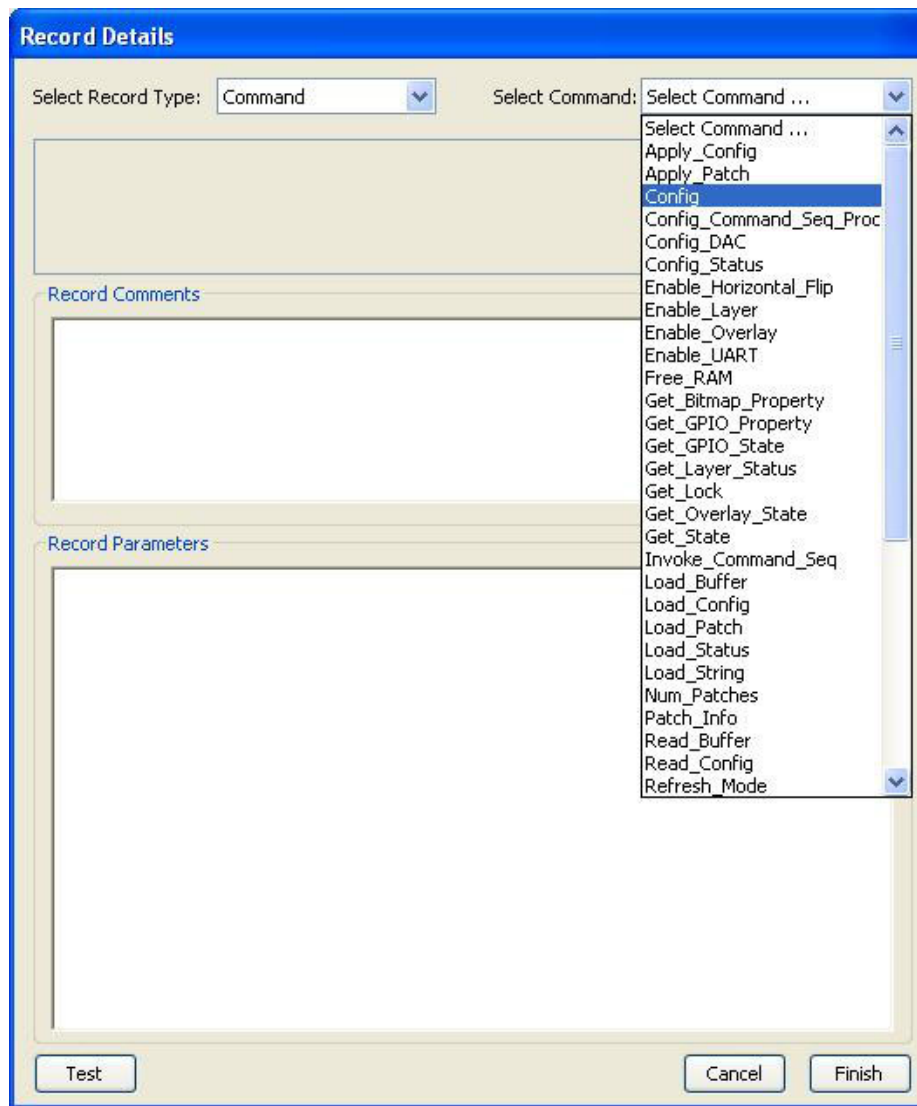 Record Details
Select Record Type: Command Select Command: Select Command ...
Select Command ...
Apply_Config
Apply_Patch
Config
Config_Command_Seq_Proc
Config_DAC
Config_Status
Enable_Horizontal_Flip
Enable_Layer
Enable_Overlay
Enable_UART
Free_RAM
Get_Bitmap_Property
Get_GPIO_Property
Get_GPIO_State
Get_Layer_Status
Get_Lock
Get_Overlay_State
Get_State
Invoke_Command_Seq
Load_Buffer
Load_Config
Load_Patch
Load_Status
Load_String
Num_Patches
Patch_Info
Read_Buffer
Read_Config
Refresh_Mode
Record Comments
Record Parameters
Test Cancel Finish